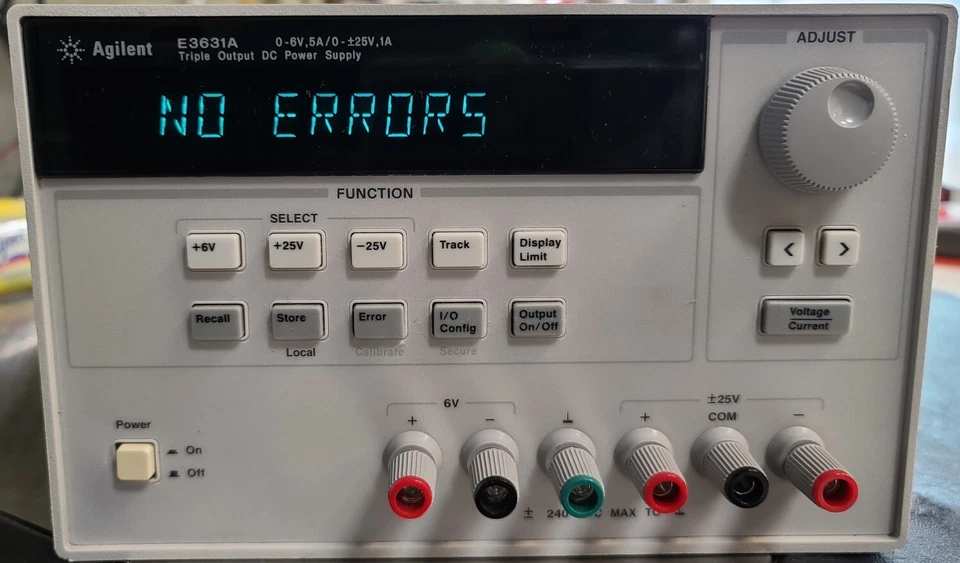 Agilent E3631A 0-6V,5A/0-±25V,1A
Triple Output DC Power Supply
NO ERRORS
ADJUST
FUNCTION
SELECT
+6V +25V -25V Track Display
Limit
< >
Recall Store Error I/O
Config Output
On/Off
Voltage
Current
Local Calibrate Secure
Power
On
Off
6V
+ -
±25V
+ COM -
± 240 MAX